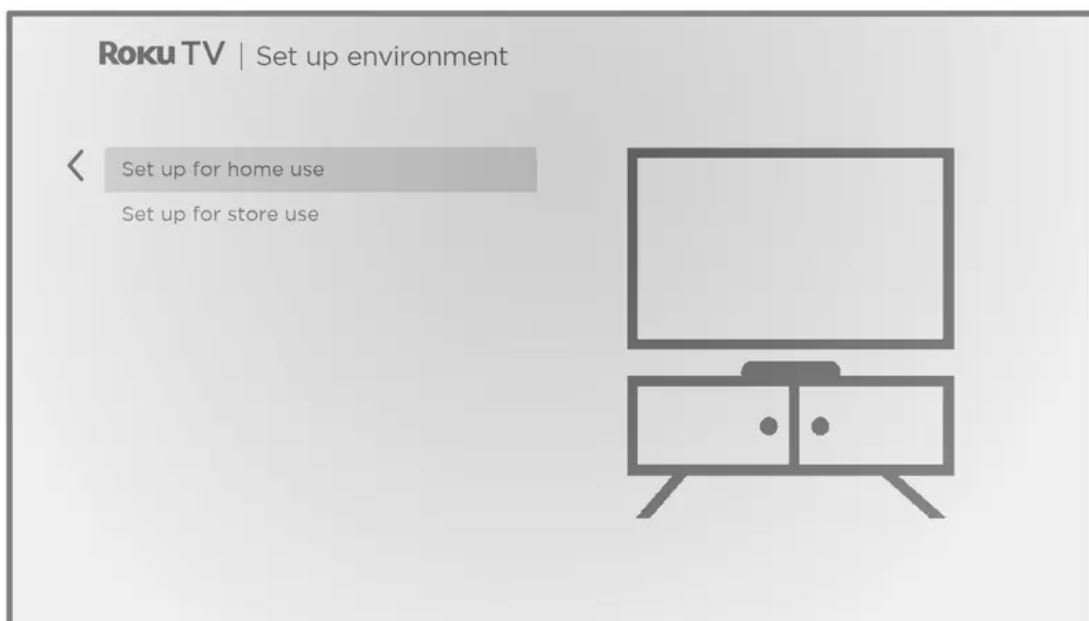 Roku TV | Set up environment
Set up for home use
Set up for store use